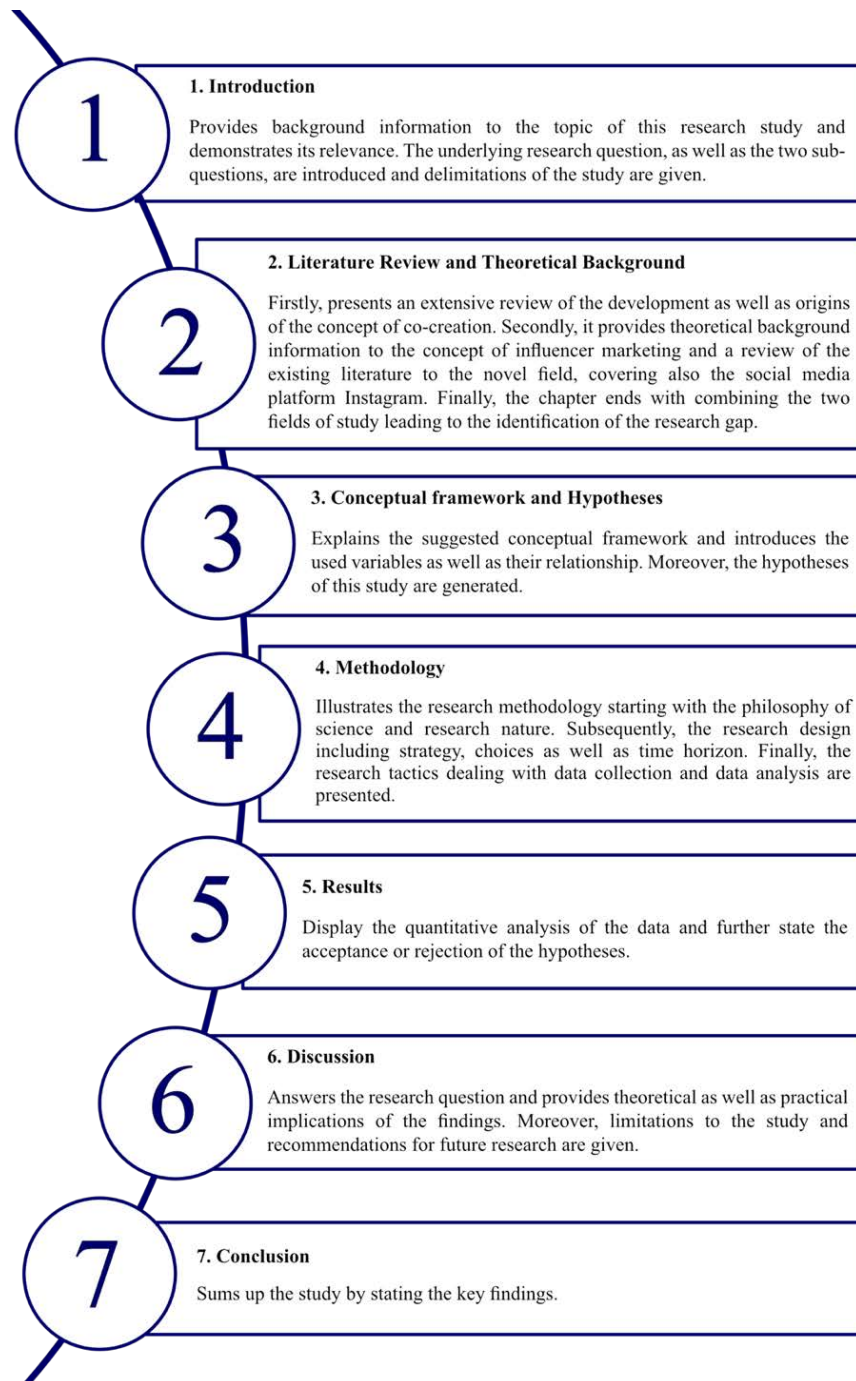 1
1. Introduction
Provides background information to the topic of this research study and
demonstrates its relevance. The underlying research question, as well as the two sub-
questions, are introduced and delimitations of the study are given.
2
2. Literature Review and Theoretical Background
Firstly, presents an extensive review of the development as well as origins
of the concept of co-creation. Secondly, it provides theoretical background
information to the concept of influencer marketing and a review of the
existing literature to the novel field, covering also the social media
platform Instagram. Finally, the chapter ends with combining the two
fields of study leading to the identification of the research gap.
3
3. Conceptual framework and Hypotheses
Explains the suggested conceptual framework and introduces the
used variables as well as their relationship. Moreover, the hypotheses
of this study are generated.
4
4. Methodology
Illustrates the research methodology starting with the philosophy of
science and research nature. Subsequently, the research design
including strategy, choices as well as time horizon. Finally, the
research tactics dealing with data collection and data analysis are
presented.
5
5. Results
Display the quantitative analysis of the data and further state the
acceptance or rejection of the hypotheses.
6
6. Discussion
Answers the research question and provides theoretical as well as practical
implications of the findings. Moreover, limitations to the study and
recommendations for future research are given.
7
7. Conclusion
Sums up the study by stating the key findings.